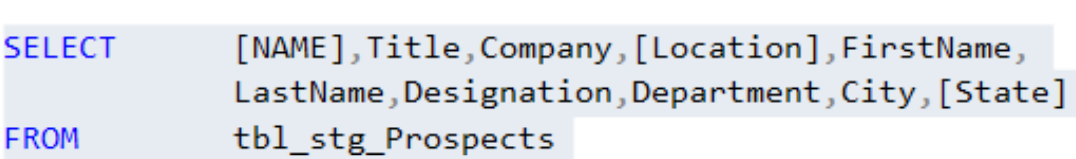 SELECT [NAME],Title,Company,[Location],FirstName,
LastName,Designation,Department,City,[State]
FROM tbl_stg_Prospects